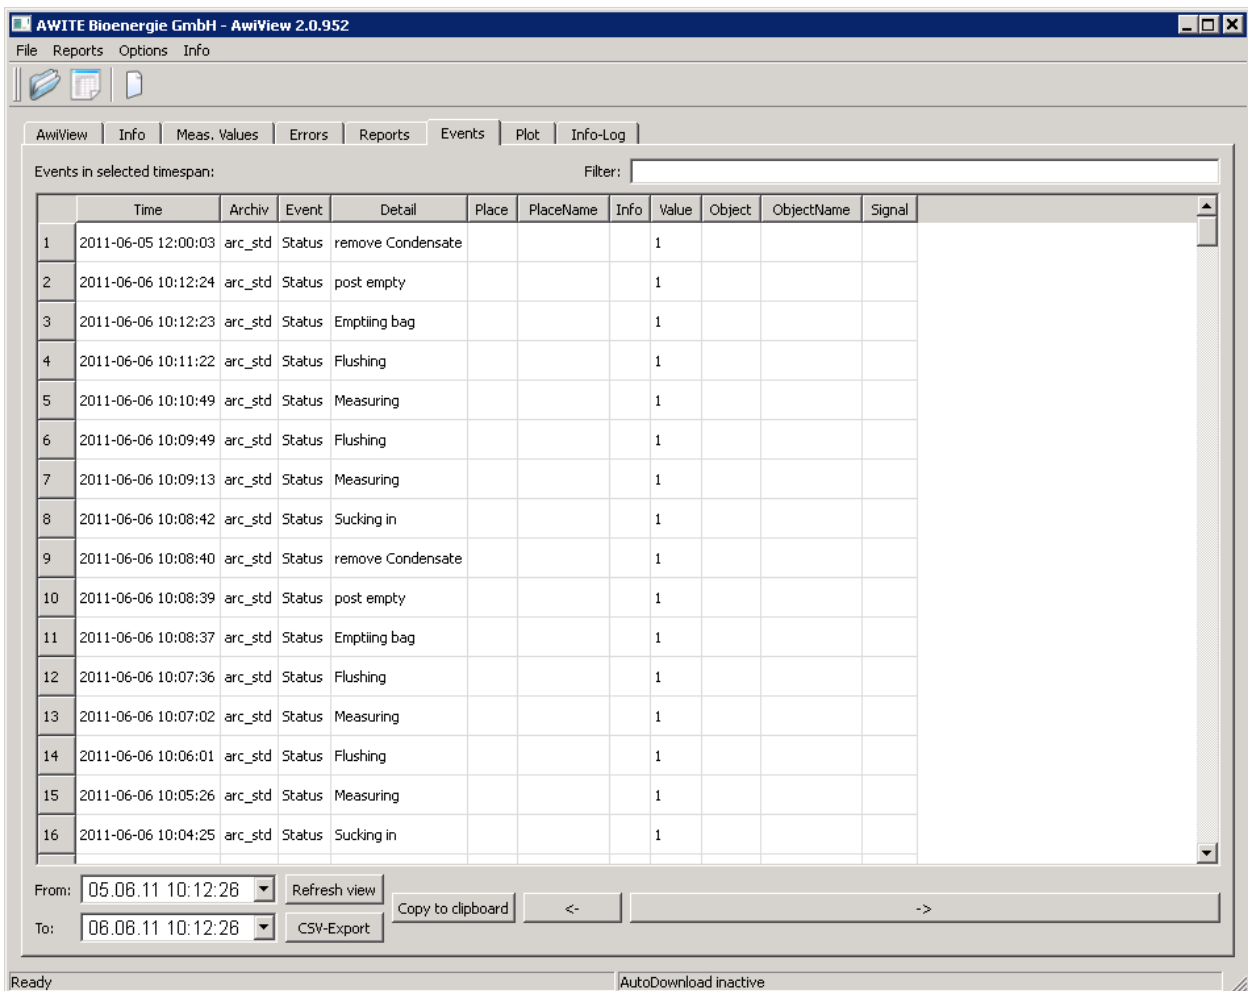 AWITE Bioenergie GmbH - AwiView 2.0.952
File Reports Options Info
AwiView Info Meas. Values Errors Reports Events Plot Info-Log
Events in selected timespan: Filter:
Time Archiv Event Detail Place PlaceName Info Value Object ObjectName Signal
1 2011-06-05 12:00:03 arc_std Status remove Condensate 1
2 2011-06-06 10:12:24 arc_std Status post empty 1
3 2011-06-06 10:12:23 arc_std Status Emptiing bag 1
4 2011-06-06 10:11:22 arc_std Status Flushing 1
5 2011-06-06 10:10:49 arc_std Status Measuring 1
6 2011-06-06 10:09:49 arc_std Status Flushing 1
7 2011-06-06 10:09:13 arc_std Status Measuring 1
8 2011-06-06 10:08:42 arc_std Status Sucking in 1
9 2011-06-06 10:08:40 arc_std Status remove Condensate 1
10 2011-06-06 10:08:39 arc_std Status post empty 1
11 2011-06-06 10:08:37 arc_std Status Emptiing bag 1
12 2011-06-06 10:07:36 arc_std Status Flushing 1
13 2011-06-06 10:07:02 arc_std Status Measuring 1
14 2011-06-06 10:06:01 arc_std Status Flushing 1
15 2011-06-06 10:05:26 arc_std Status Measuring 1
16 2011-06-06 10:04:25 arc_std Status Sucking in 1
From: 05.06.11 10:12:26 Refresh view
Copy to clipboard <- ->
To: 06.06.11 10:12:26 CSV-Export
Ready AutoDownload inactive